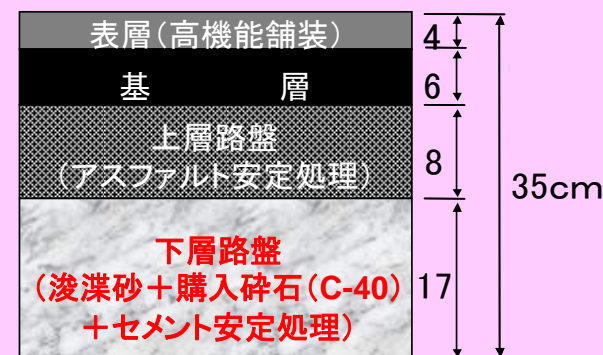 表層(高機能舗装)
4
基　　層
6
上層路盤
(アスファルト安定処理)
8
35cm
下層路盤
(浚渫砂＋購入砕石(C-40)
＋セメント安定処理)
17